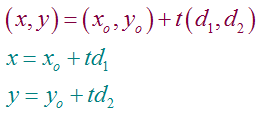 (x, y) = (xₒ, yₒ) + t(d₁, d₂)
x = xₒ + td₁
y = yₒ + td₂